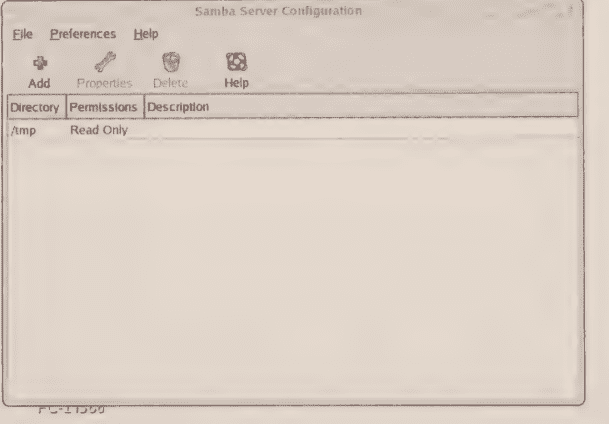 Samba Server Configuration
File Preferences Help
Add Properties Delete Help
Directory Permissions Description
/tmp Read Only